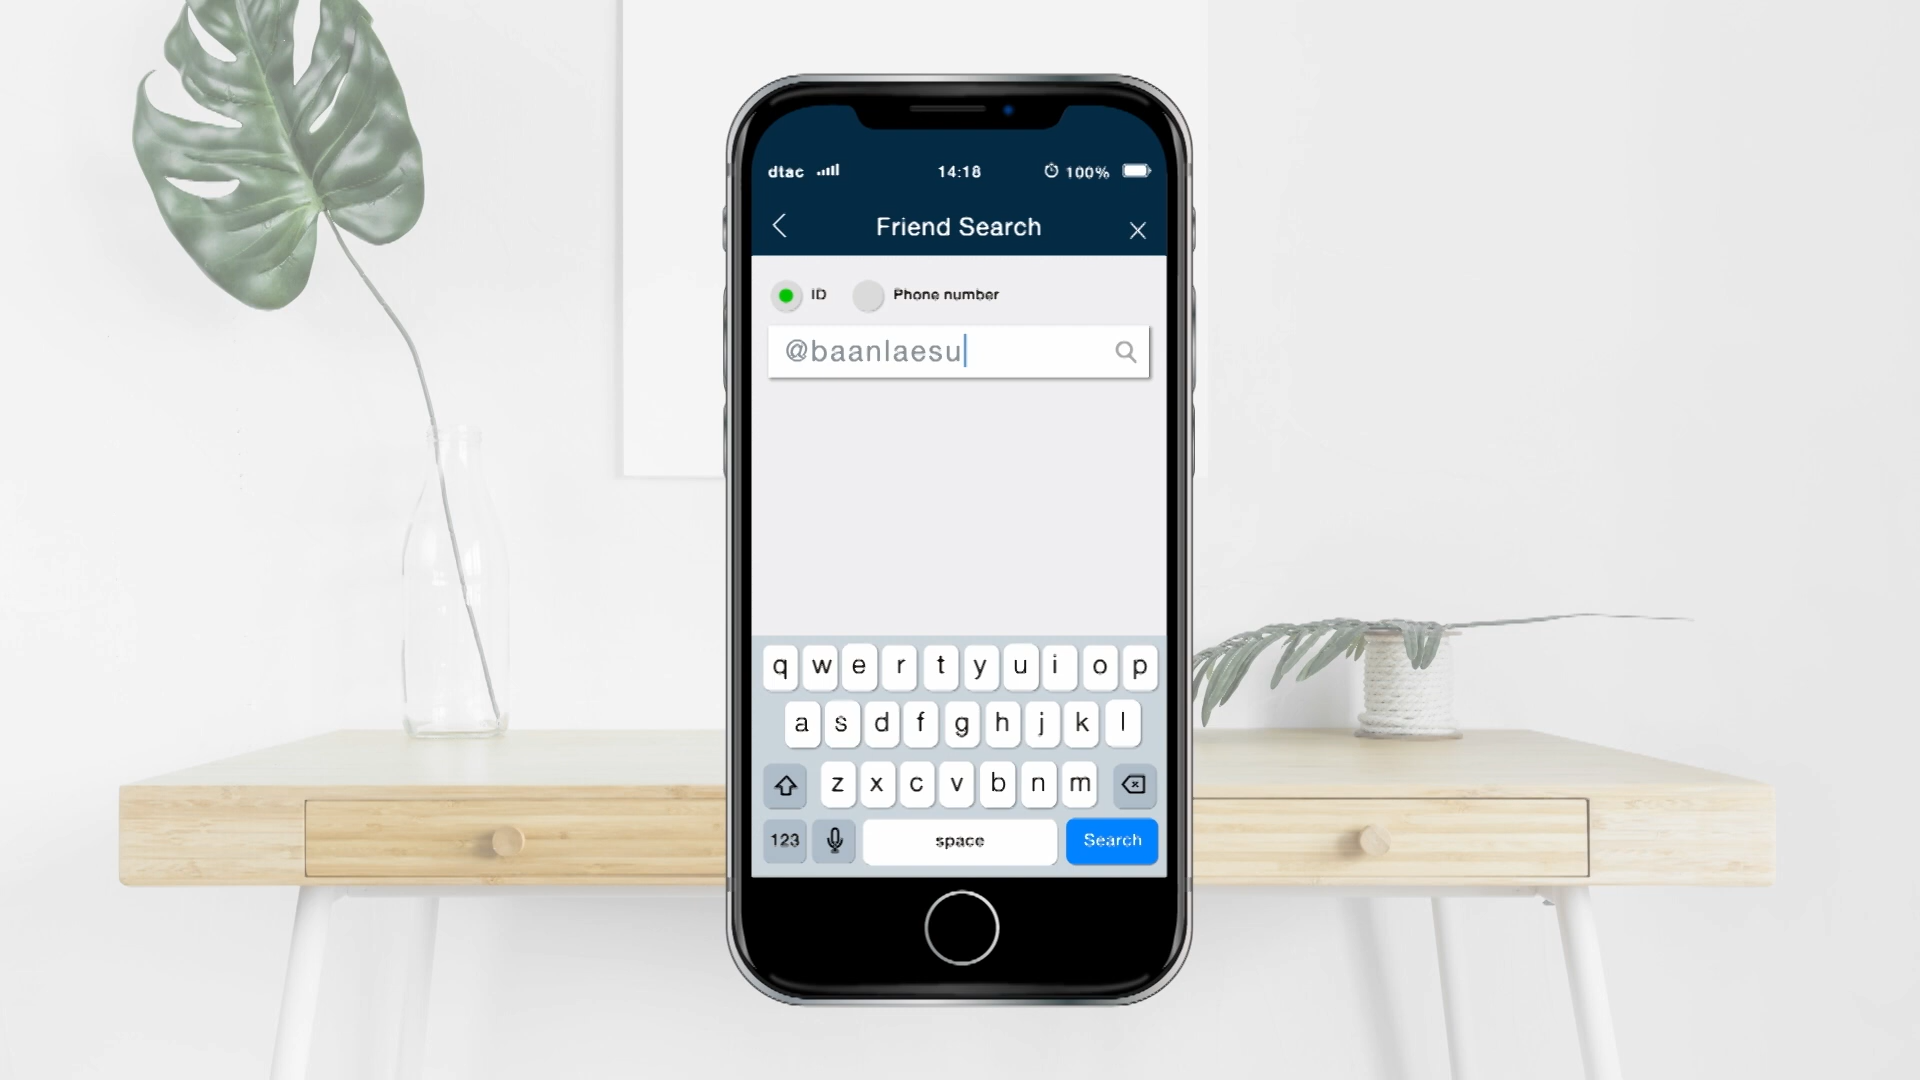 dtac 14:18 100%
Friend Search
ID Phone number
@baanlaesu
q w e r t y u i o p
a s d f g h j k l
z x c v b n m
123 space Search